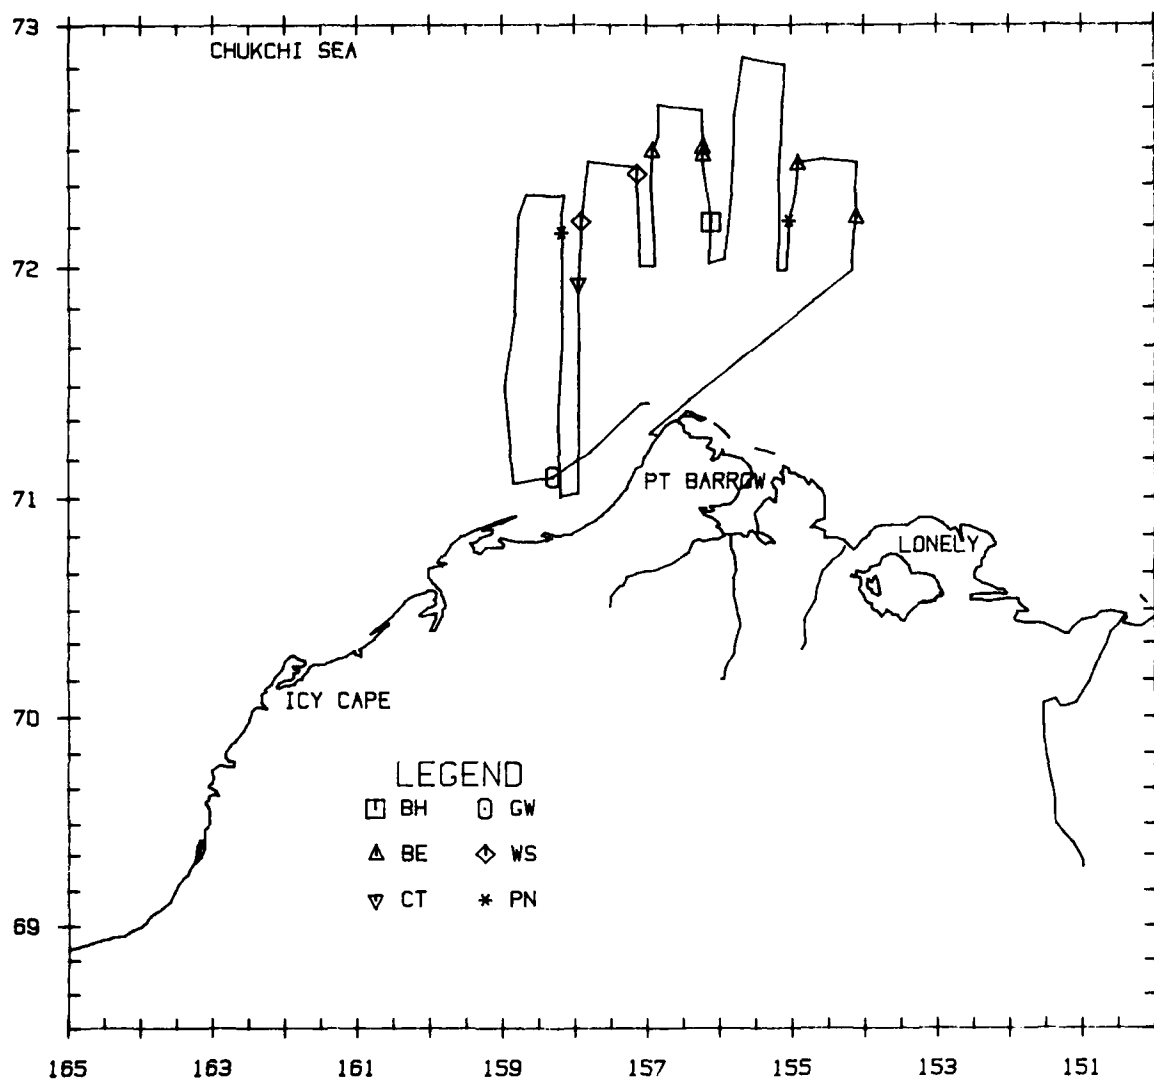 73
CHUKCHI SEA
72
71
PT BARROW
LONELY
ICY CAPE
70
LEGEND
BH GW
BE WS
CT PN
69
165 163 161 159 157 155 153 151